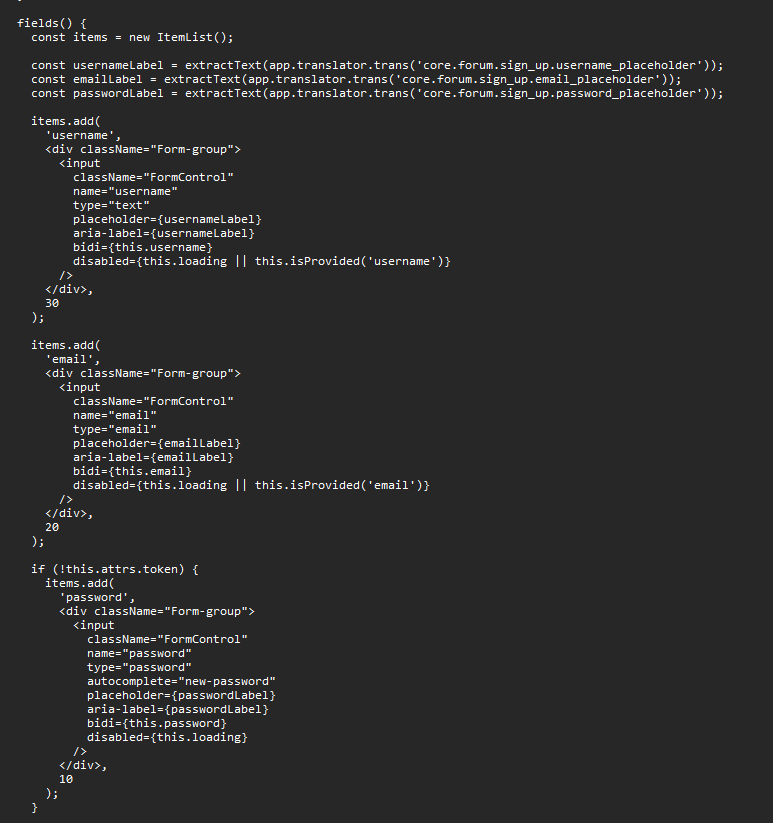 fields() {
const items = new ItemList();
const usernameLabel = extractText(app.translator.trans('core.forum.sign_up.username_placeholder'));
const emailLabel = extractText(app.translator.trans('core.forum.sign_up.email_placeholder'));
const passwordLabel = extractText(app.translator.trans('core.forum.sign_up.password_placeholder'));
items.add(
'username',
<div className="Form-group">
<input
className="FormControl"
name="username"
type="text"
placeholder={usernameLabel}
aria-label={usernameLabel}
bidi={this.username}
disabled={this.loading || this.isProvided('username')}
/>
</div>,
30
);
items.add(
'email',
<div className="Form-group">
<input
className="FormControl"
name="email"
type="email"
placeholder={emailLabel}
aria-label={emailLabel}
bidi={this.email}
disabled={this.loading || this.isProvided('email')}
/>
</div>,
20
);
if (!this.attrs.token) {
items.add(
'password',
<div className="Form-group">
<input
className="FormControl"
name="password"
type="password"
autocomplete="new-password"
placeholder={passwordLabel}
aria-label={passwordLabel}
bidi={this.password}
disabled={this.loading}
/>
</div>,
10
);
}